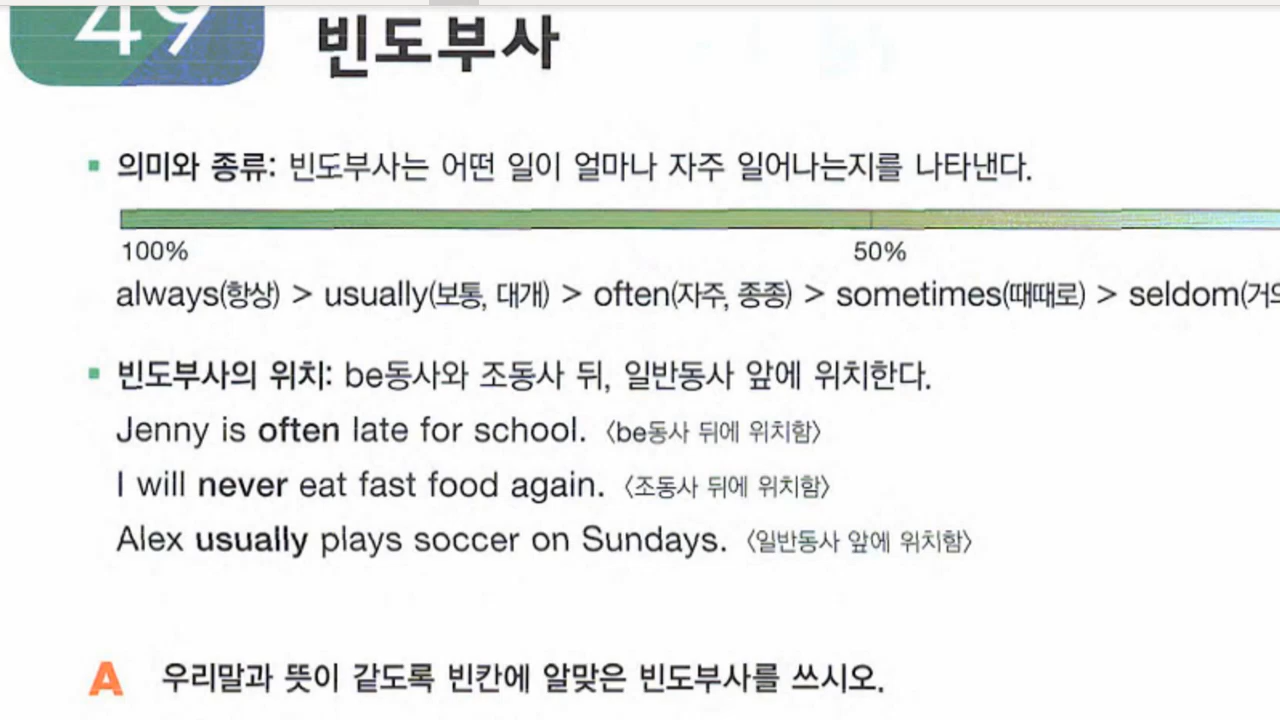 49
빈도부사
▪ 의미와 종류: 빈도부사는 어떤 일이 얼마나 자주 일어나는지를 나타낸다.
100% 50%
always(항상) > usually(보통, 대개) > often(자주, 종종) > sometimes(때때로) > seldom(거의
▪ 빈도부사의 위치: be동사와 조동사 뒤, 일반동사 앞에 위치한다.
Jenny is often late for school. 〈be동사 뒤에 위치함〉
I will never eat fast food again. 〈조동사 뒤에 위치함〉
Alex usually plays soccer on Sundays. 〈일반동사 앞에 위치함〉
A 우리말과 뜻이 같도록 빈칸에 알맞은 빈도부사를 쓰시오.